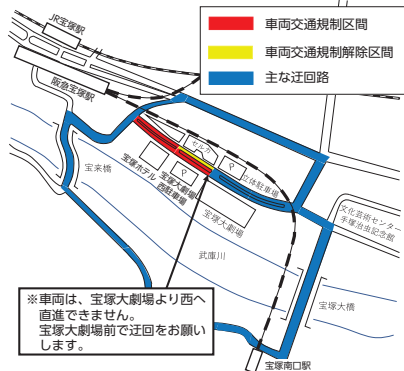 JR宝塚駅
阪急宝塚駅
車両交通規制区間
車両交通規制解除区間
主な迂回路
宝来橋
セルカ
P
P
立体駐車場
宝塚ホテル
宝塚大劇場
西駐車場
宝塚大劇場
文化芸術センター
手塚治虫記念館
武庫川
宝塚大橋
※車両は、宝塚大劇場より西へ
直進できません。
宝塚大劇場前で迂回をお願い
します。
宝塚南口駅